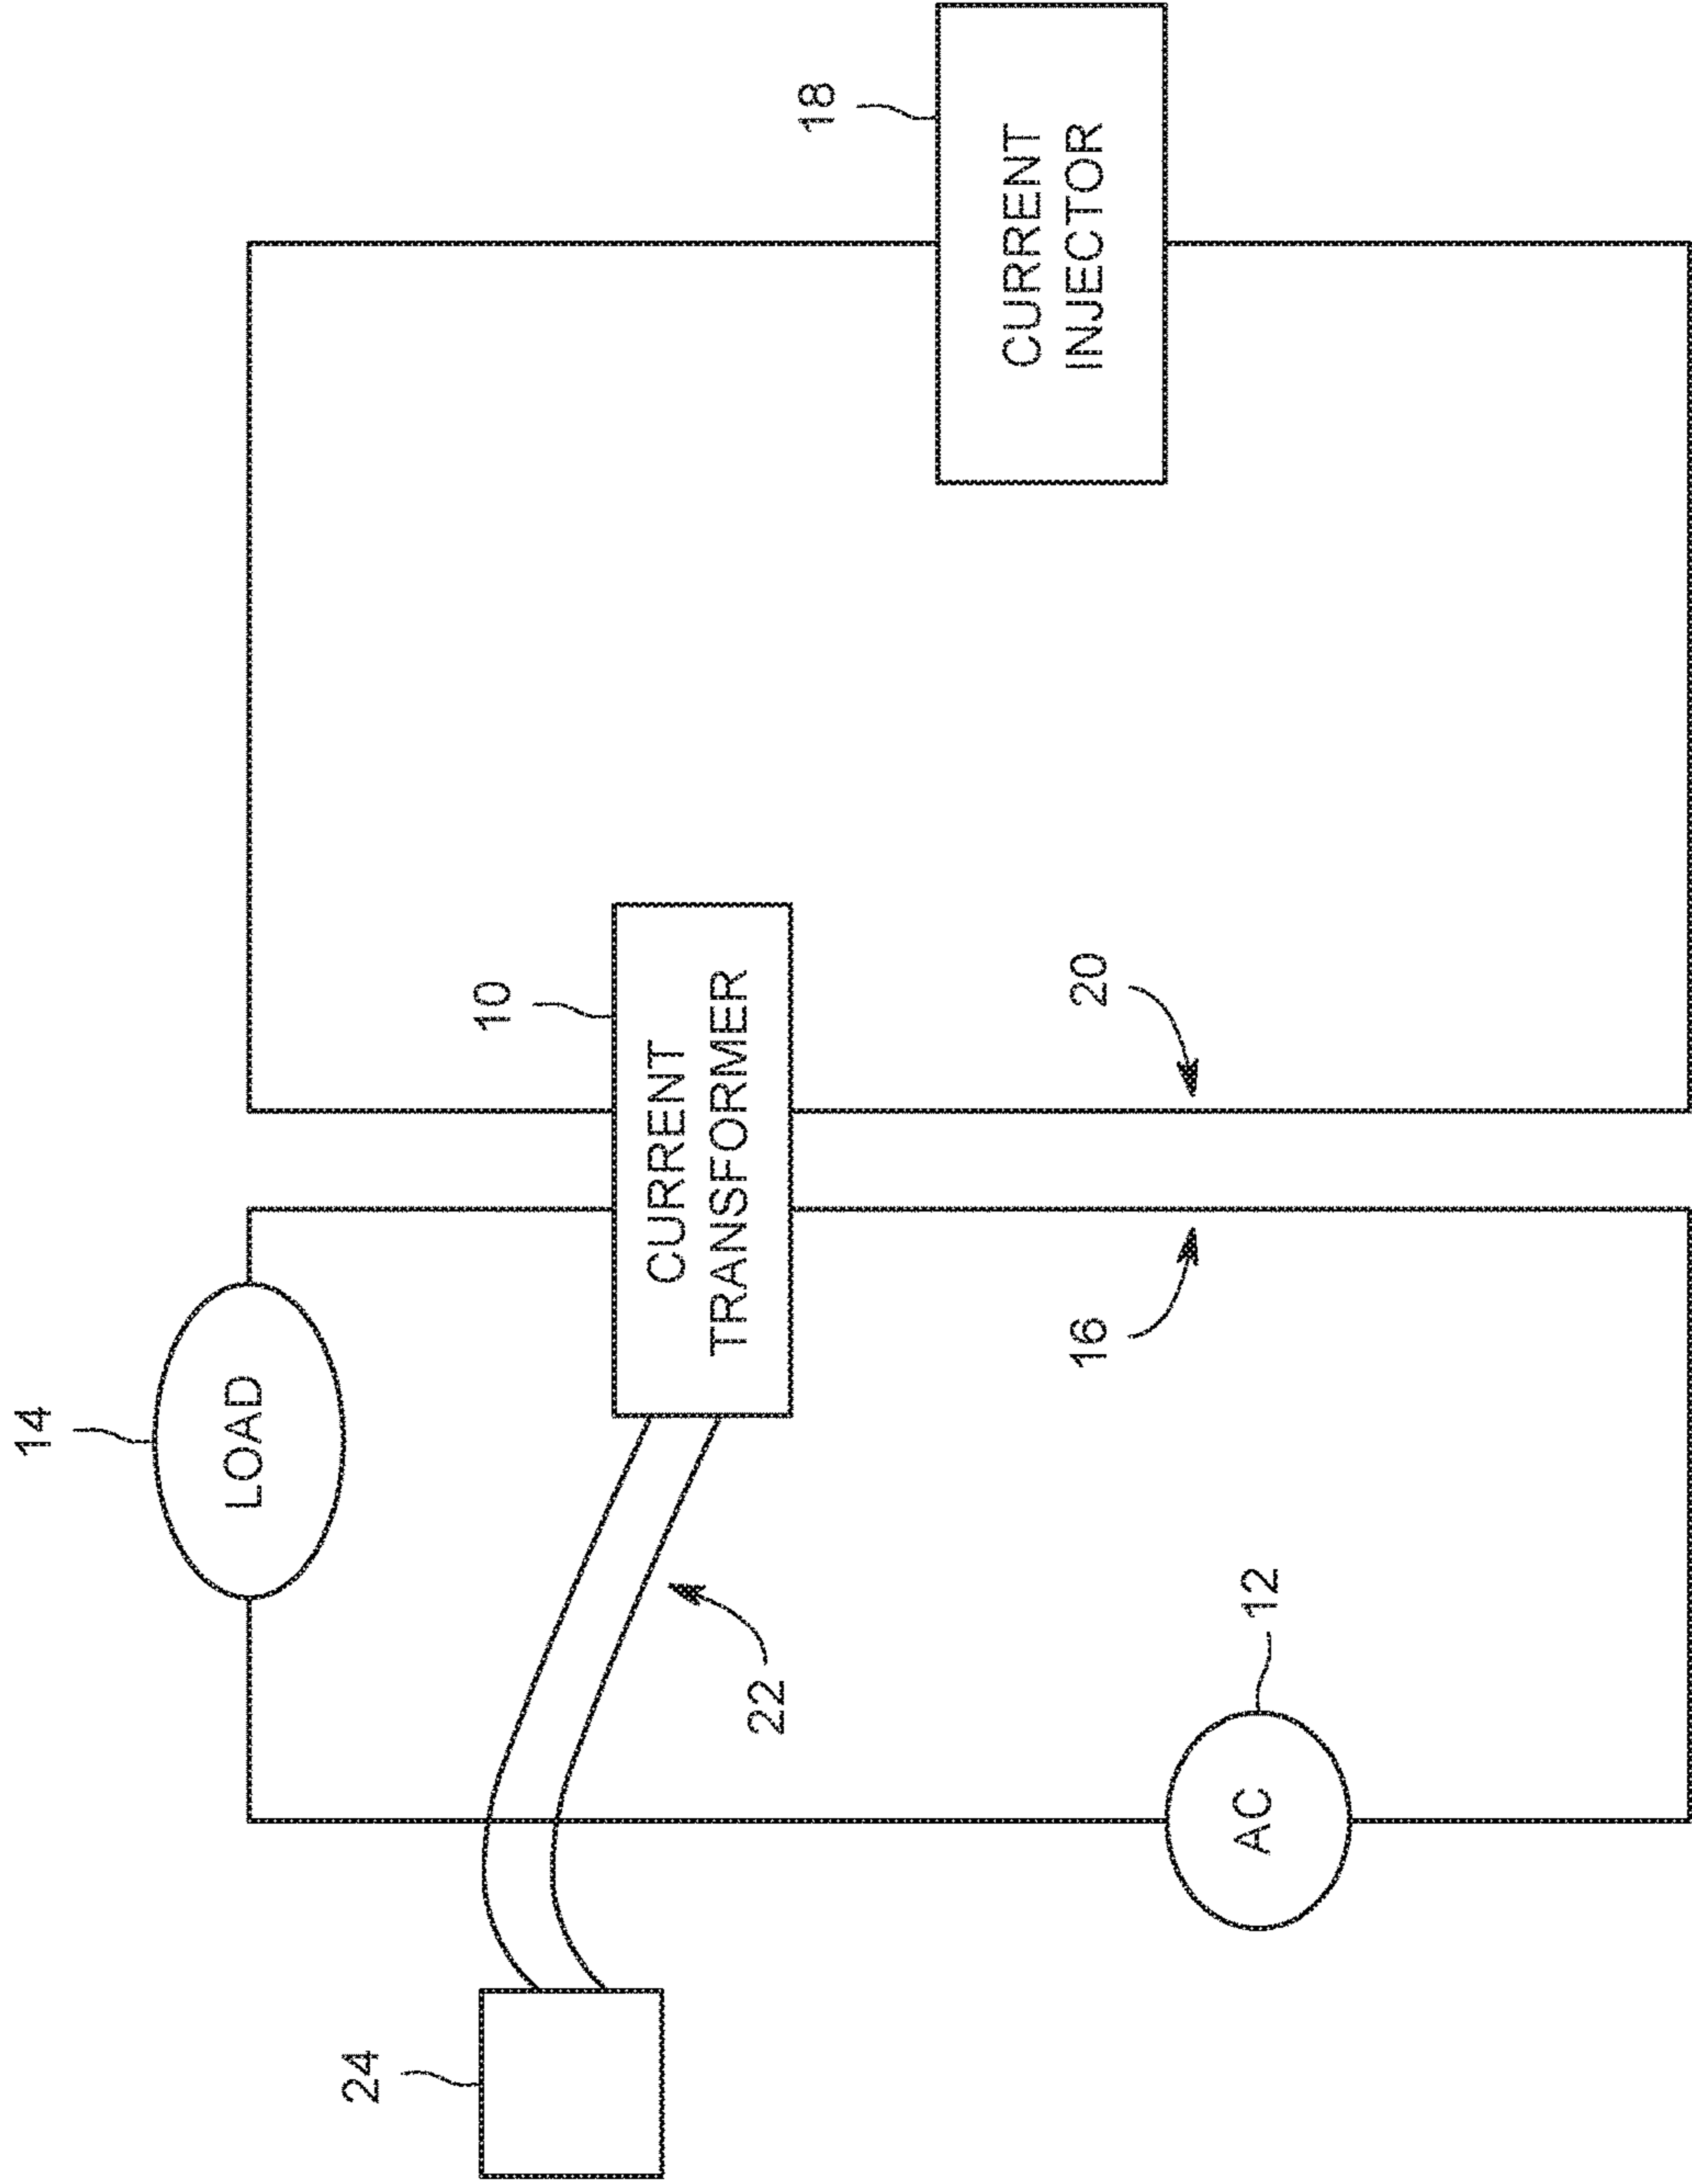 14
LOAD
10
CURRENT
TRANSFORMER
18
CURRENT
INJECTOR
24
22
16
20
12
AC